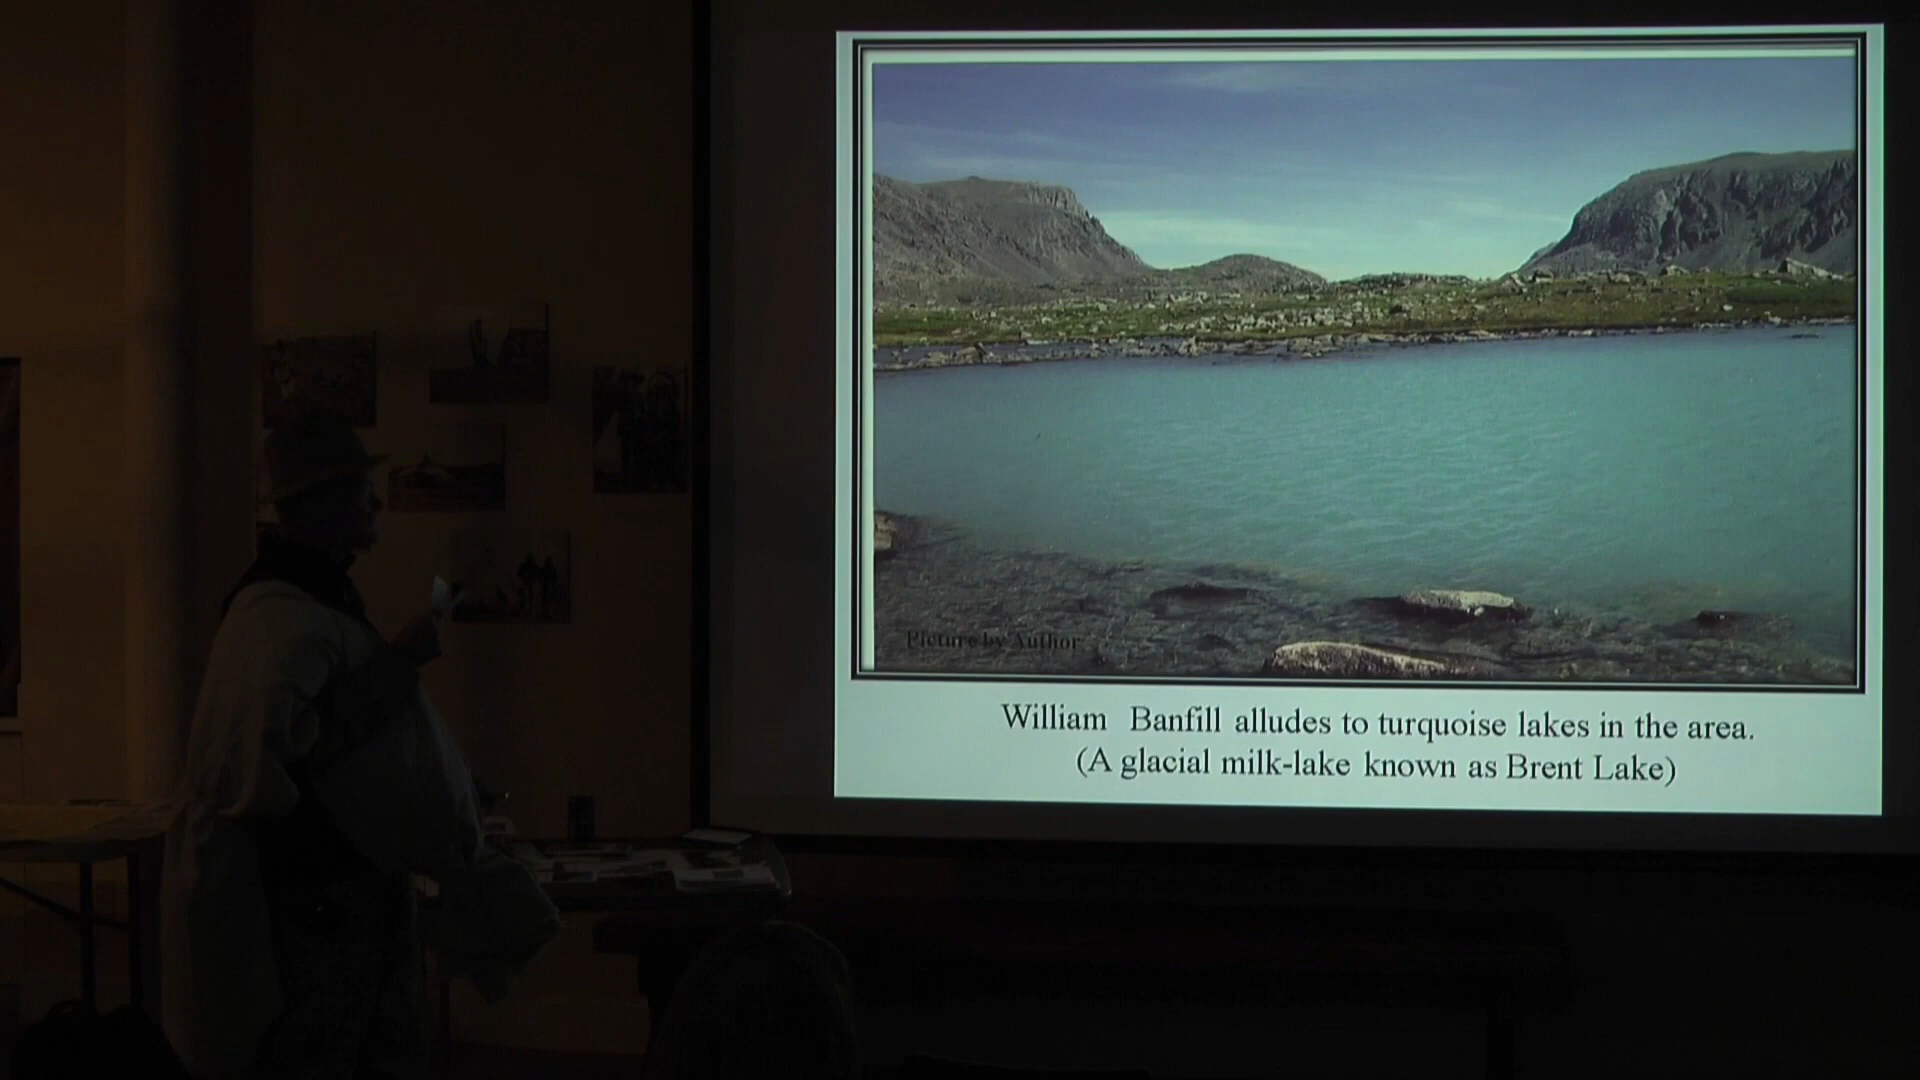 Picture by Author
William Banfill alludes to turquoise lakes in the area.
(A glacial milk-lake known as Brent Lake)